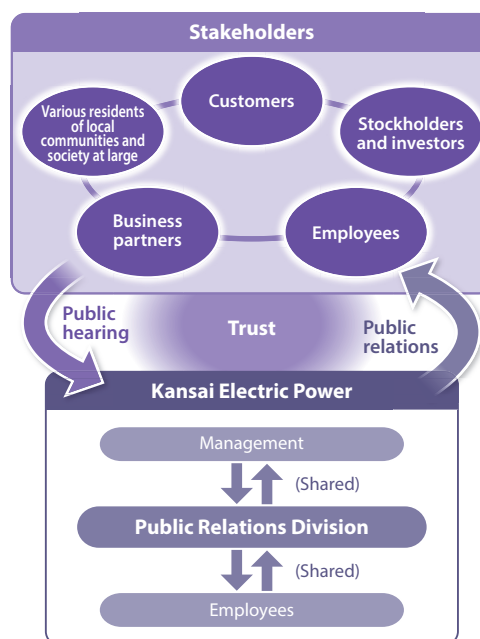 Stakeholders
Customers
Various residents
of local
communities and
society at large
Stockholders
and investors
Business
partners
Employees
Public
hearing
Trust
Public
relations
Kansai Electric Power
Management
(Shared)
Public Relations Division
(Shared)
Employees